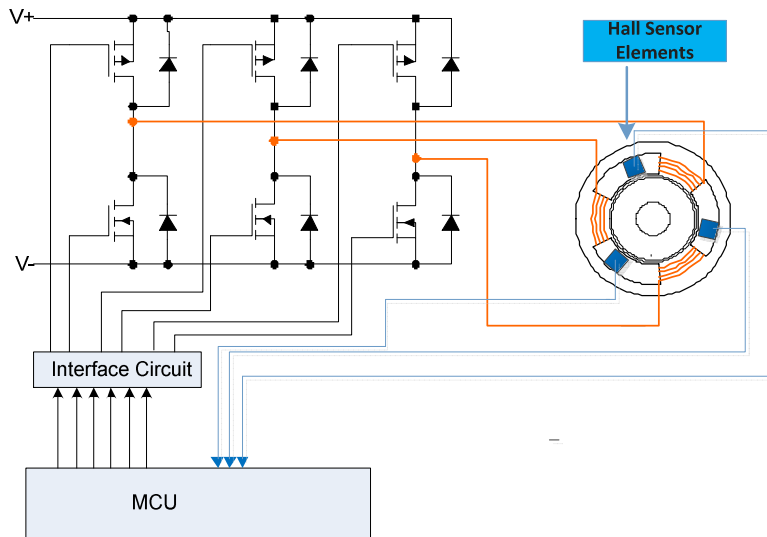 V+
Hall Sensor
Elements
V-
Interface Circuit
MCU